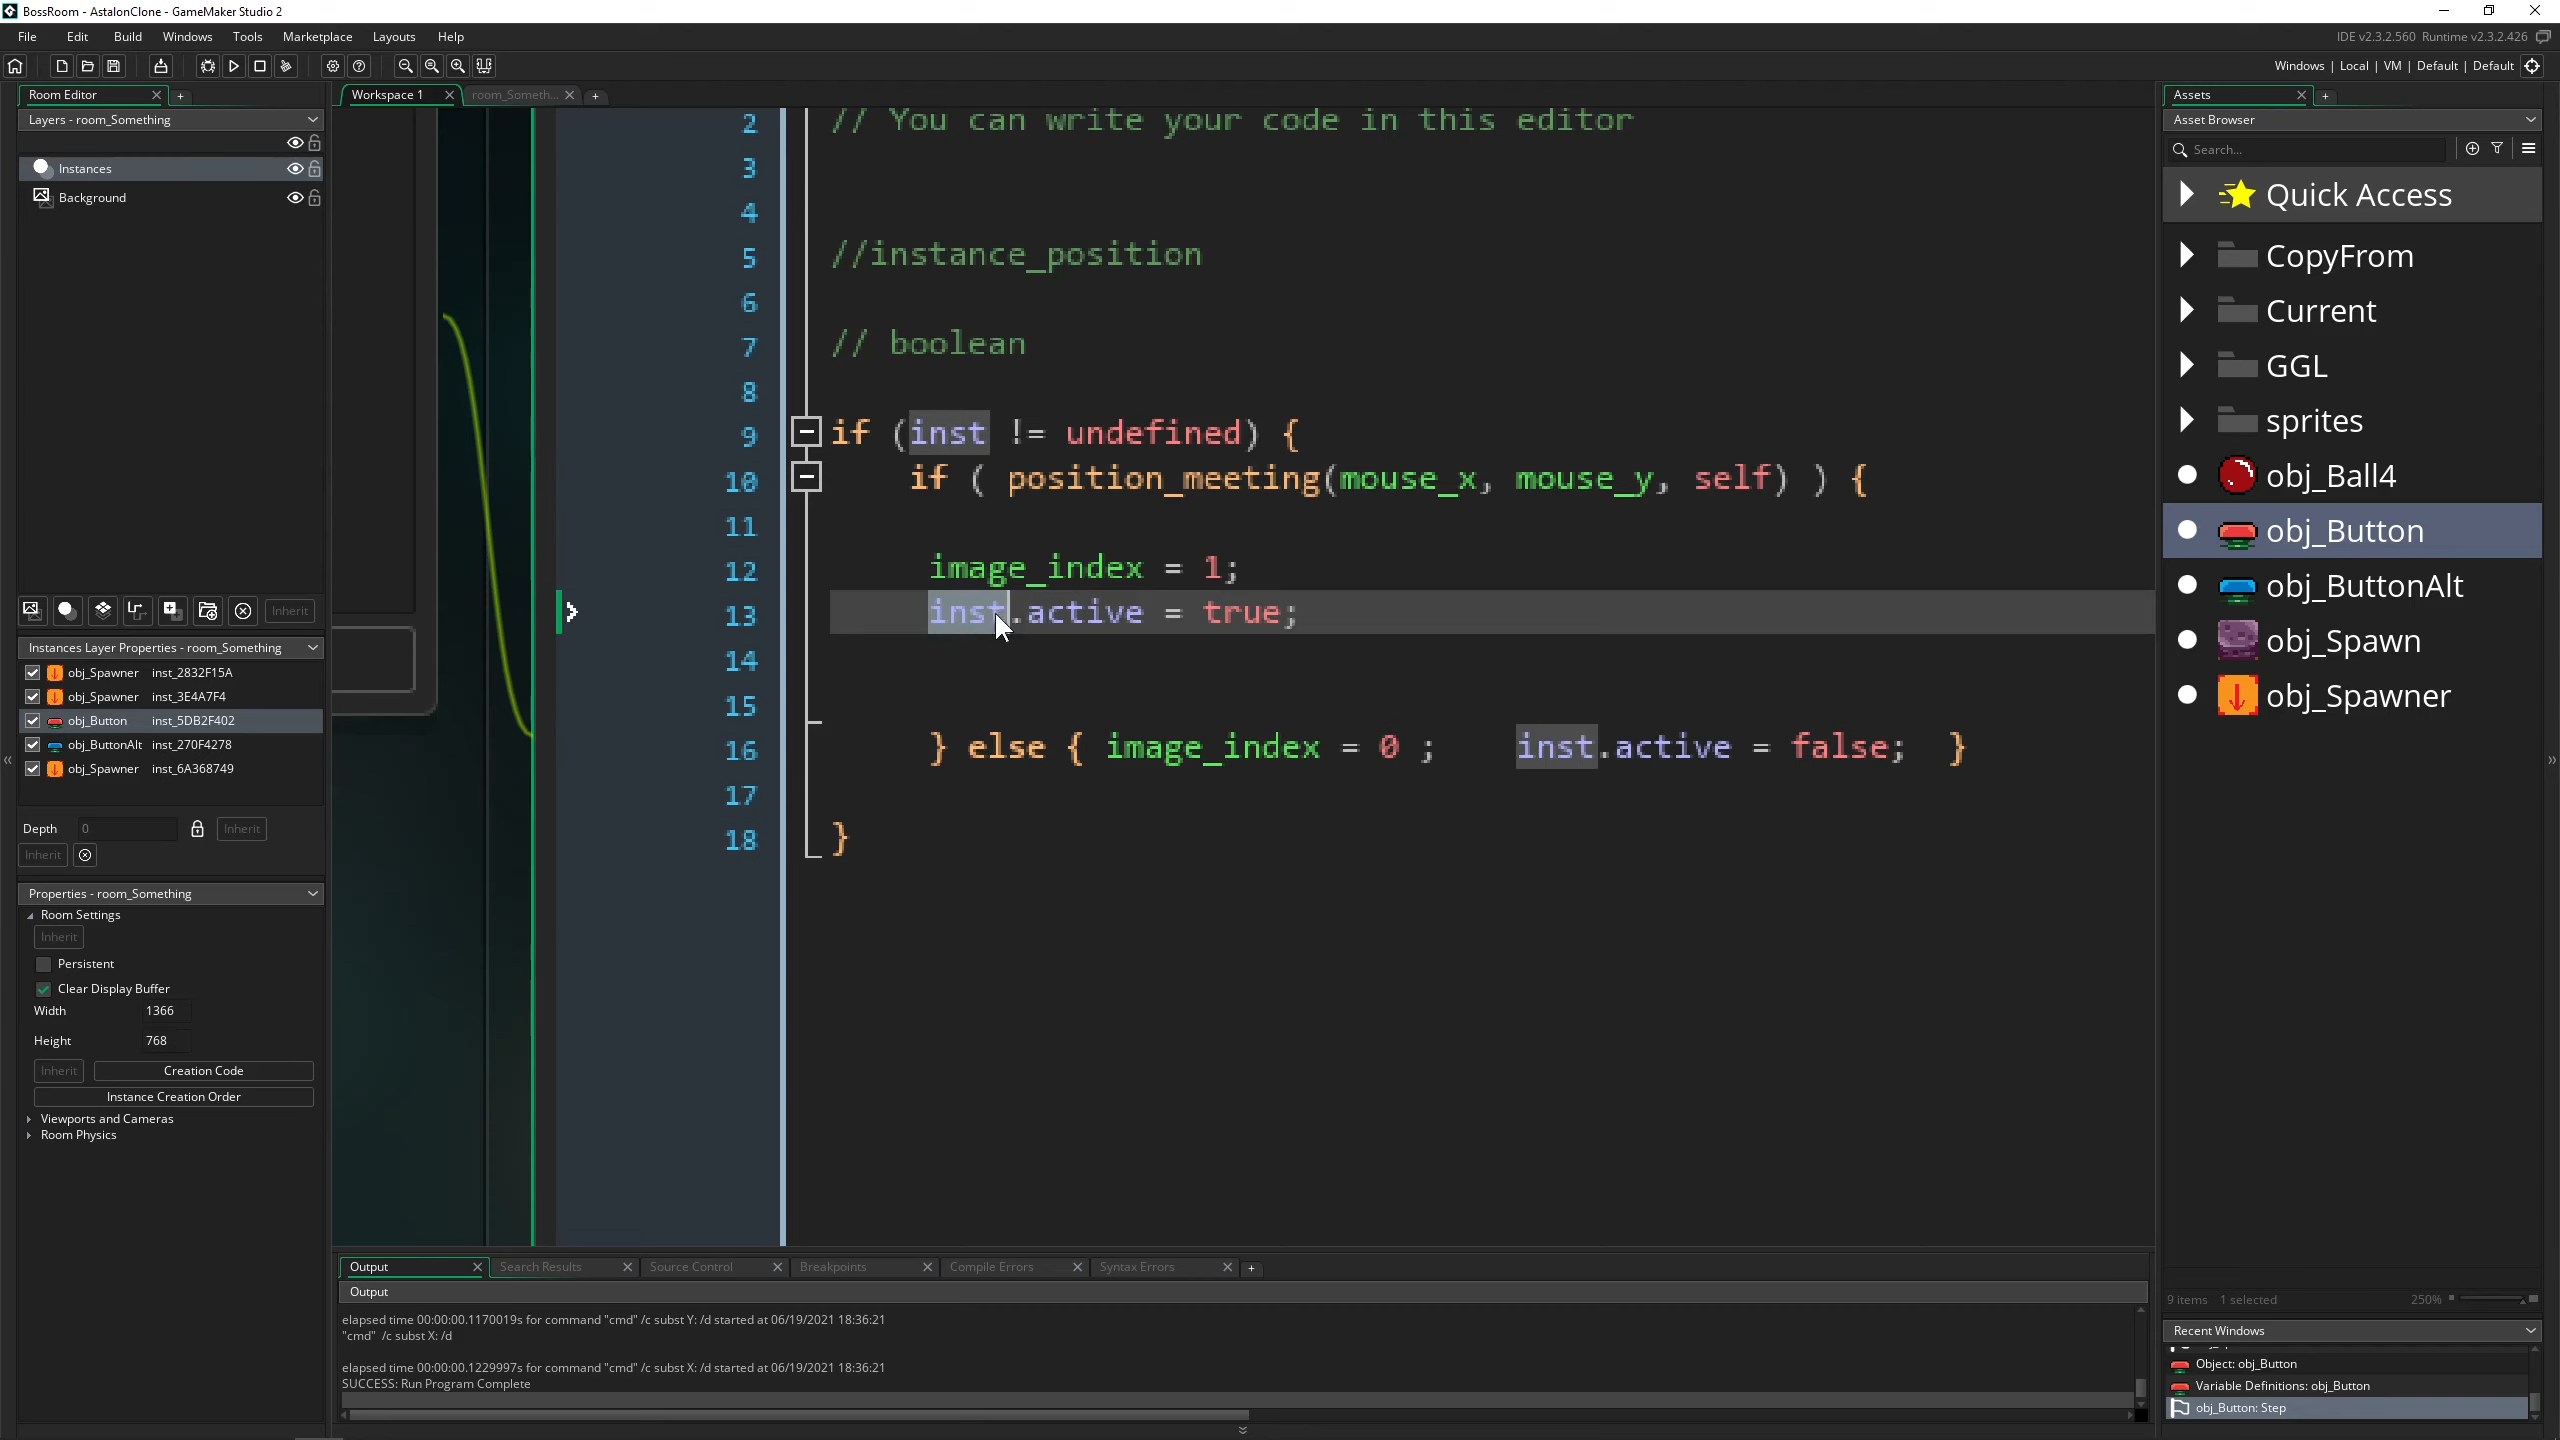 BossRoom - AstalonClone - GameMaker Studio 2
File Edit Build Windows Tools Marketplace Layouts Help
IDE v2.3.2.560 Runtime v2.3.2.426
Windows | Local | VM | Default | Default
Room Editor
Layers - room_Something
Instances
Background
Inherit
Instances Layer Properties - room_Something
obj_Spawner inst_2832F15A
obj_Spawner inst_3E4A7F4
obj_Button inst_5DB2F402
obj_ButtonAlt inst_270F4278
obj_Spawner inst_6A368749
Depth 0 Inherit
Inherit
Properties - room_Something
Room Settings
Inherit
Persistent
Clear Display Buffer
Width 1366
Height 768
Inherit Creation Code
Instance Creation Order
Viewports and Cameras
Room Physics
Workspace 1 room_Someth...
2 // You can write your code in this editor
3
4
5 //instance_position
6
7 // boolean
8
9 if (inst != undefined) {
10 if ( position_meeting(mouse_x, mouse_y, self) ) {
11
12 image_index = 1;
13 inst.active = true;
14
15
16 } else { image_index = 0 ; inst.active = false; }
17
18 }
Output Search Results Source Control Breakpoints Compile Errors Syntax Errors
Output
elapsed time 00:00:00.1170019s for command "cmd" /c subst Y: /d started at 06/19/2021 18:36:21
"cmd" /c subst X: /d
elapsed time 00:00:00.1229997s for command "cmd" /c subst X: /d started at 06/19/2021 18:36:21
SUCCESS: Run Program Complete
Assets
Asset Browser
Search...
Quick Access
CopyFrom
Current
GGL
sprites
obj_Ball4
obj_Button
obj_ButtonAlt
obj_Spawn
obj_Spawner
9 items 1 selected 250%
Recent Windows
Object: obj_Button
Variable Definitions: obj_Button
obj_Button: Step